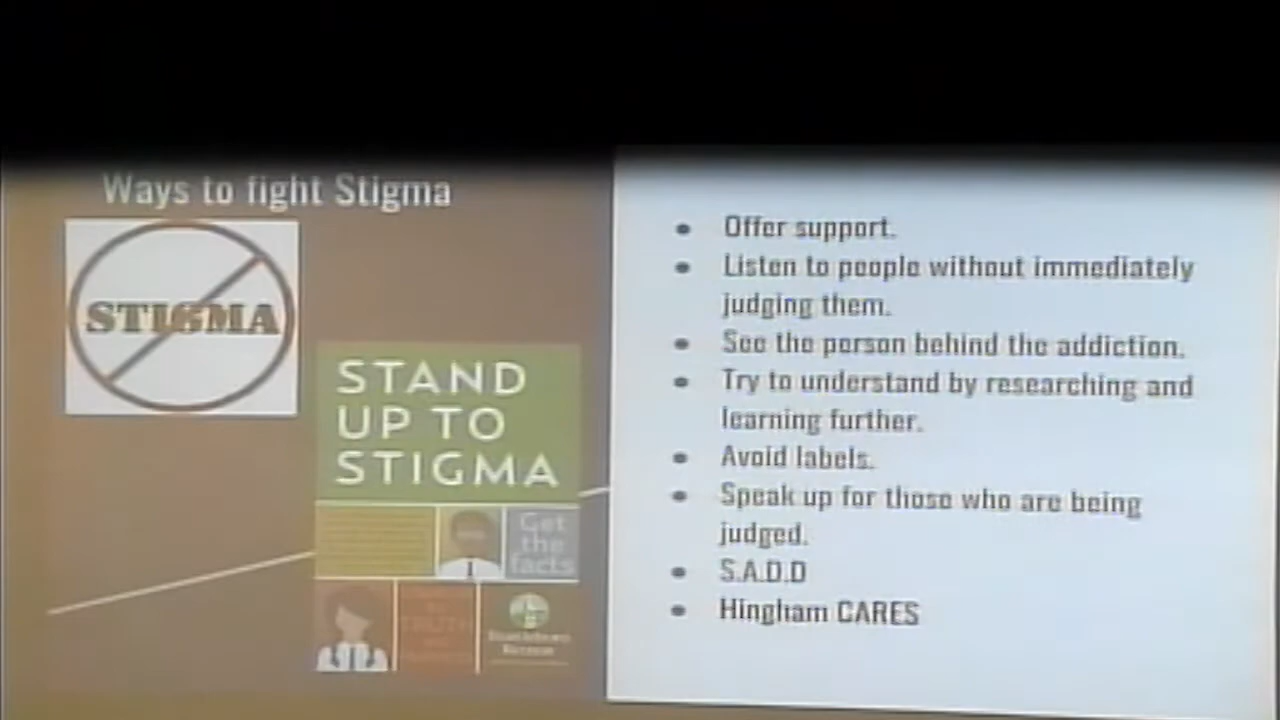 Ways to fight Stigma
STIGMA
STAND
UP TO
STIGMA
Get
the
facts
TRUTH
• Offer support.
• Listen to people without immediately
judging them.
• See the person behind the addiction.
• Try to understand by researching and
learning further.
• Avoid labels.
• Speak up for those who are being
judged.
• S.A.D.D
• Hingham CARES